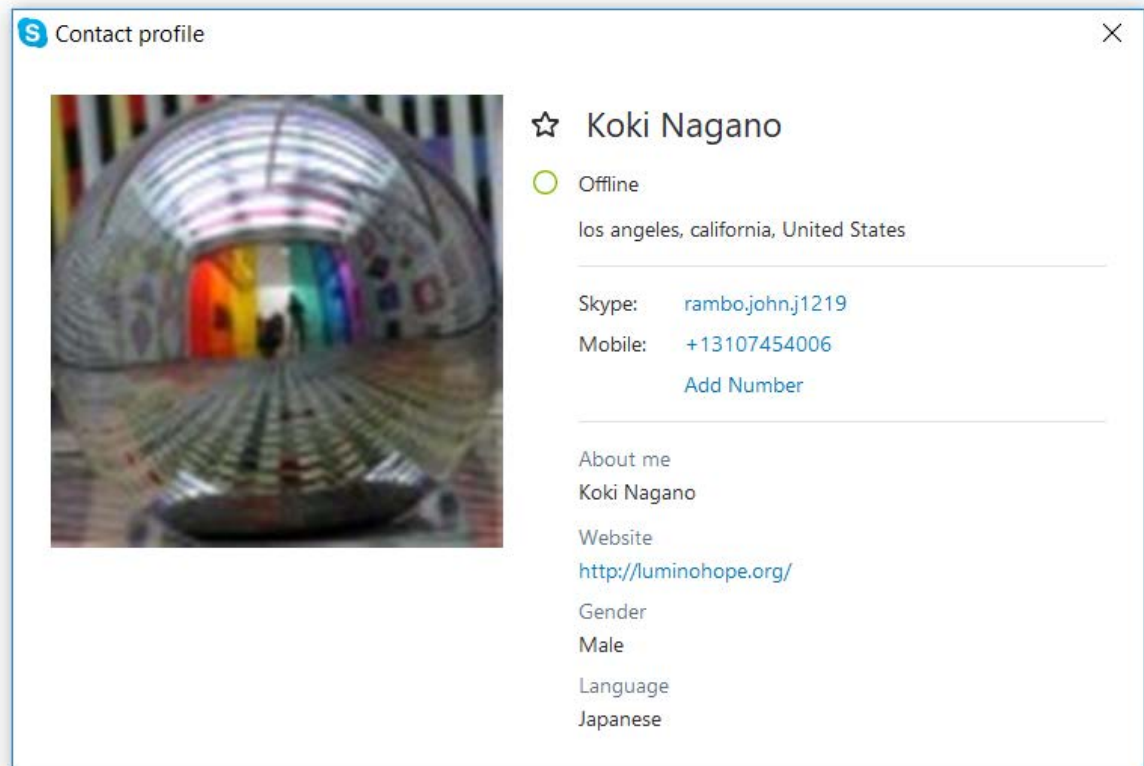 S Contact profile
Koki Nagano
Offline
los angeles, california, United States
Skype: rambo.john.j1219
Mobile: +13107454006
Add Number
About me
Koki Nagano
Website
http://luminohope.org/
Gender
Male
Language
Japanese